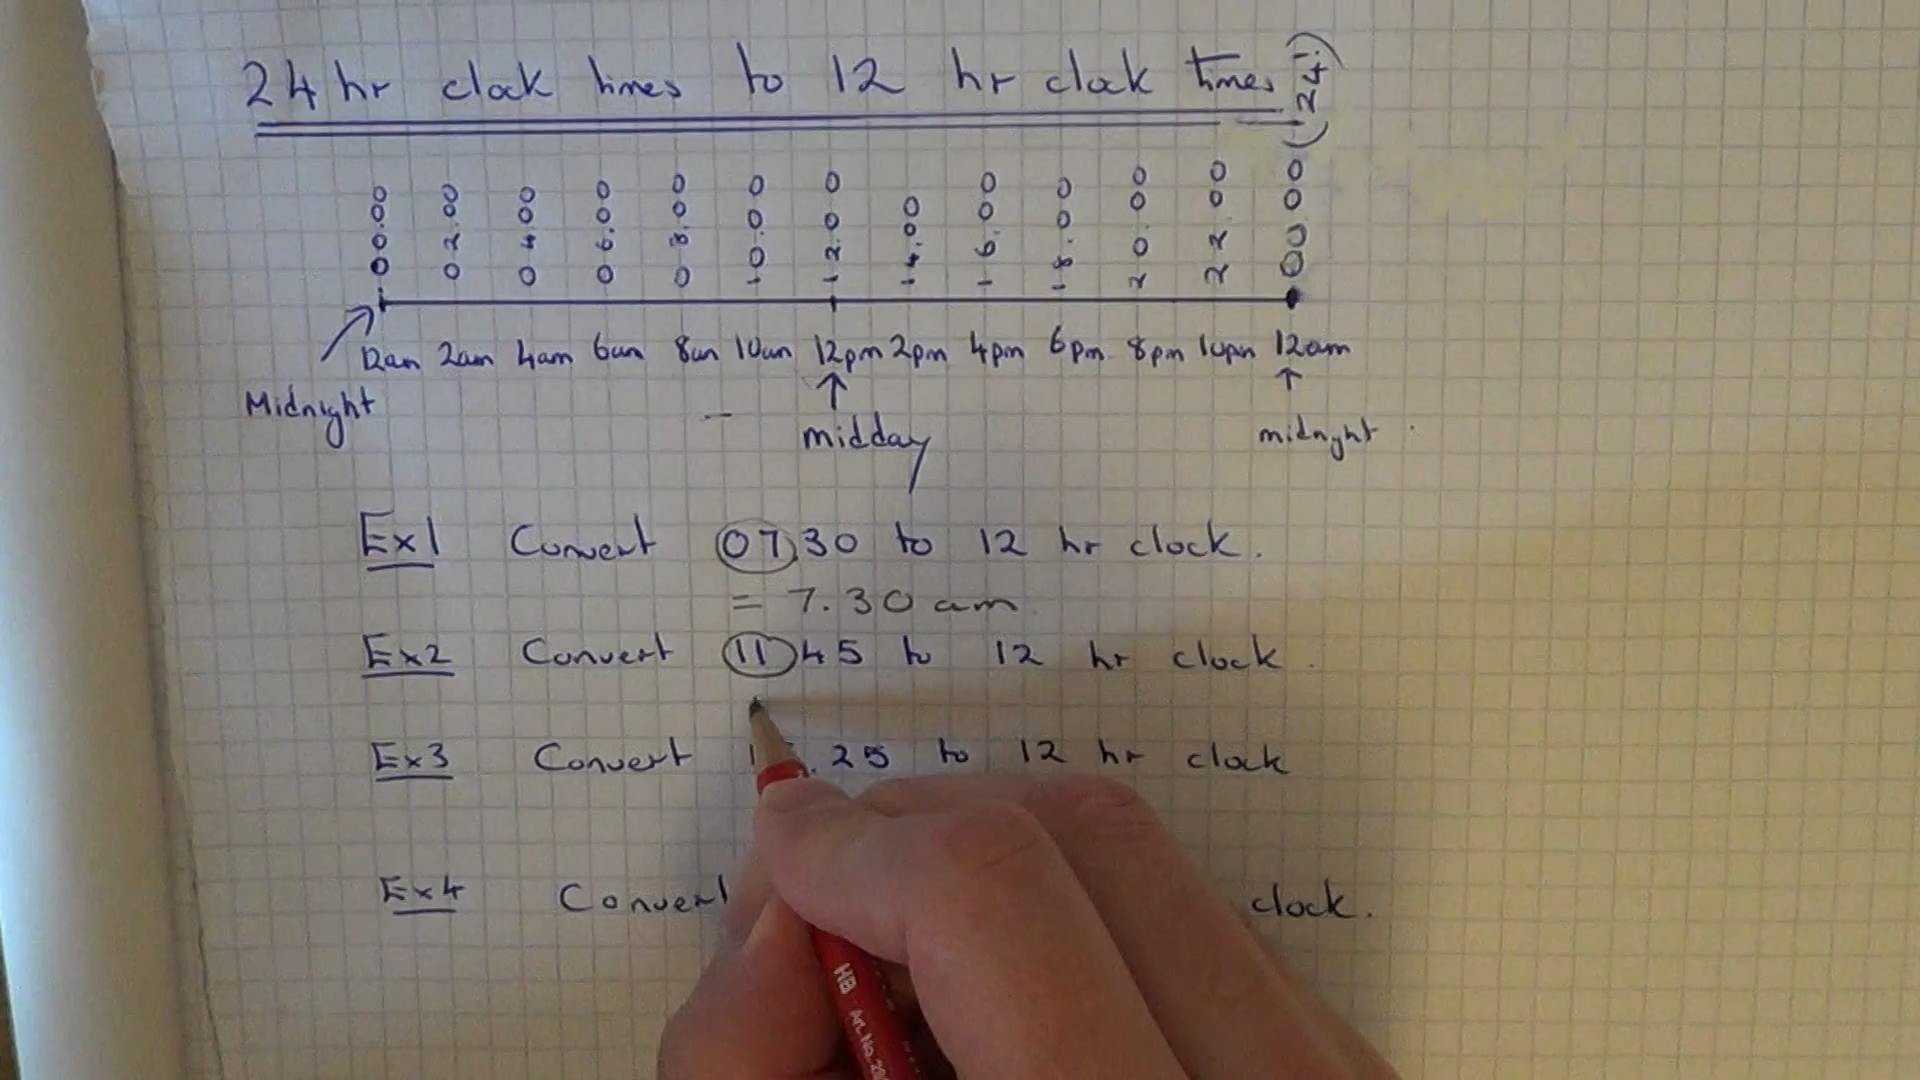 24 hr clock times to 12 hr clock times (24!)
00.00 02.00 04.00 06.00 08.00 10.00 12.00 14.00 16.00 18.00 20.00 22.00 00.00
12am 2am 4am 6am 8am 10am 12pm 2pm 4pm 6pm 8pm 10pm 12am
Midnight midday midnight
Ex1 Convert 07.30 to 12 hr clock.
= 7.30 am
Ex2 Convert 11 45 to 12 hr clock.
Ex3 Convert .25 to 12 hr clock
Ex4 Convert clock.
HB Art.No.